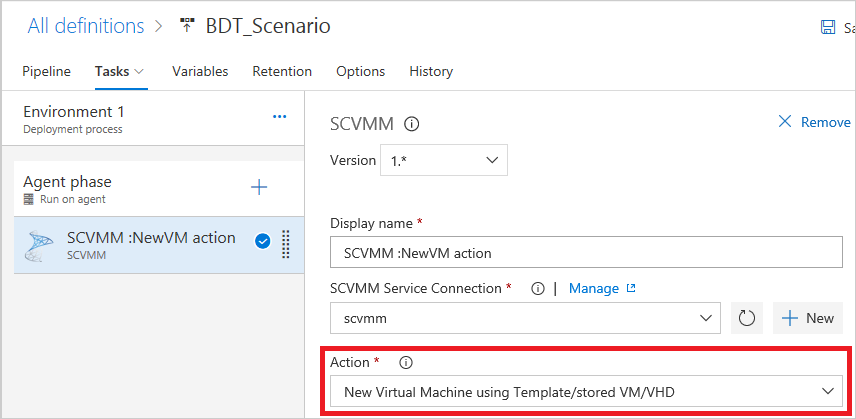 All definitions > BDT_Scenario
Sa
Pipeline Tasks Variables Retention Options History
Environment 1
Deployment process
...
Agent phase
Run on agent
SCVMM :NewVM action
SCVMM
SCVMM
Remove
Version 1.*
Display name *
SCVMM :NewVM action
SCVMM Service Connection * | Manage
scvmm
New
Action *
New Virtual Machine using Template/stored VM/VHD